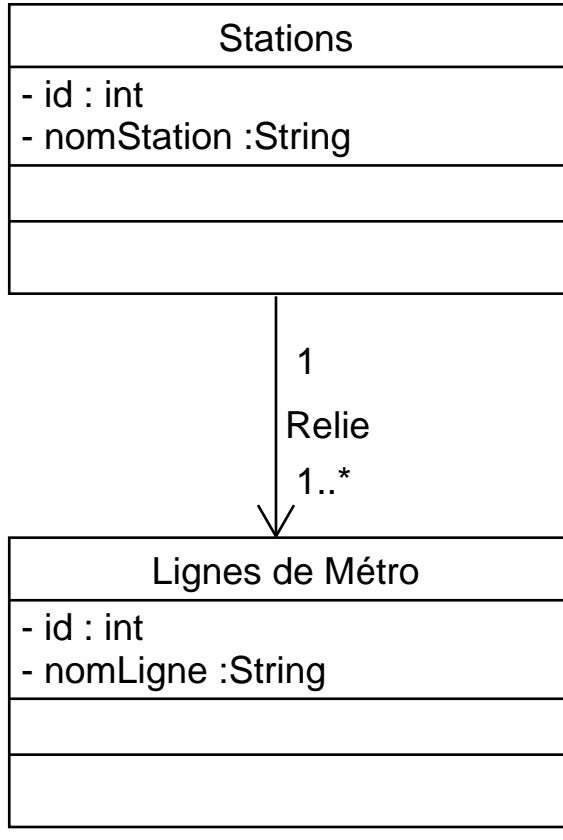 Stations
- id : int
- nomStation :String
1
Relie
1..*
Lignes de Métro
- id : int
- nomLigne :String